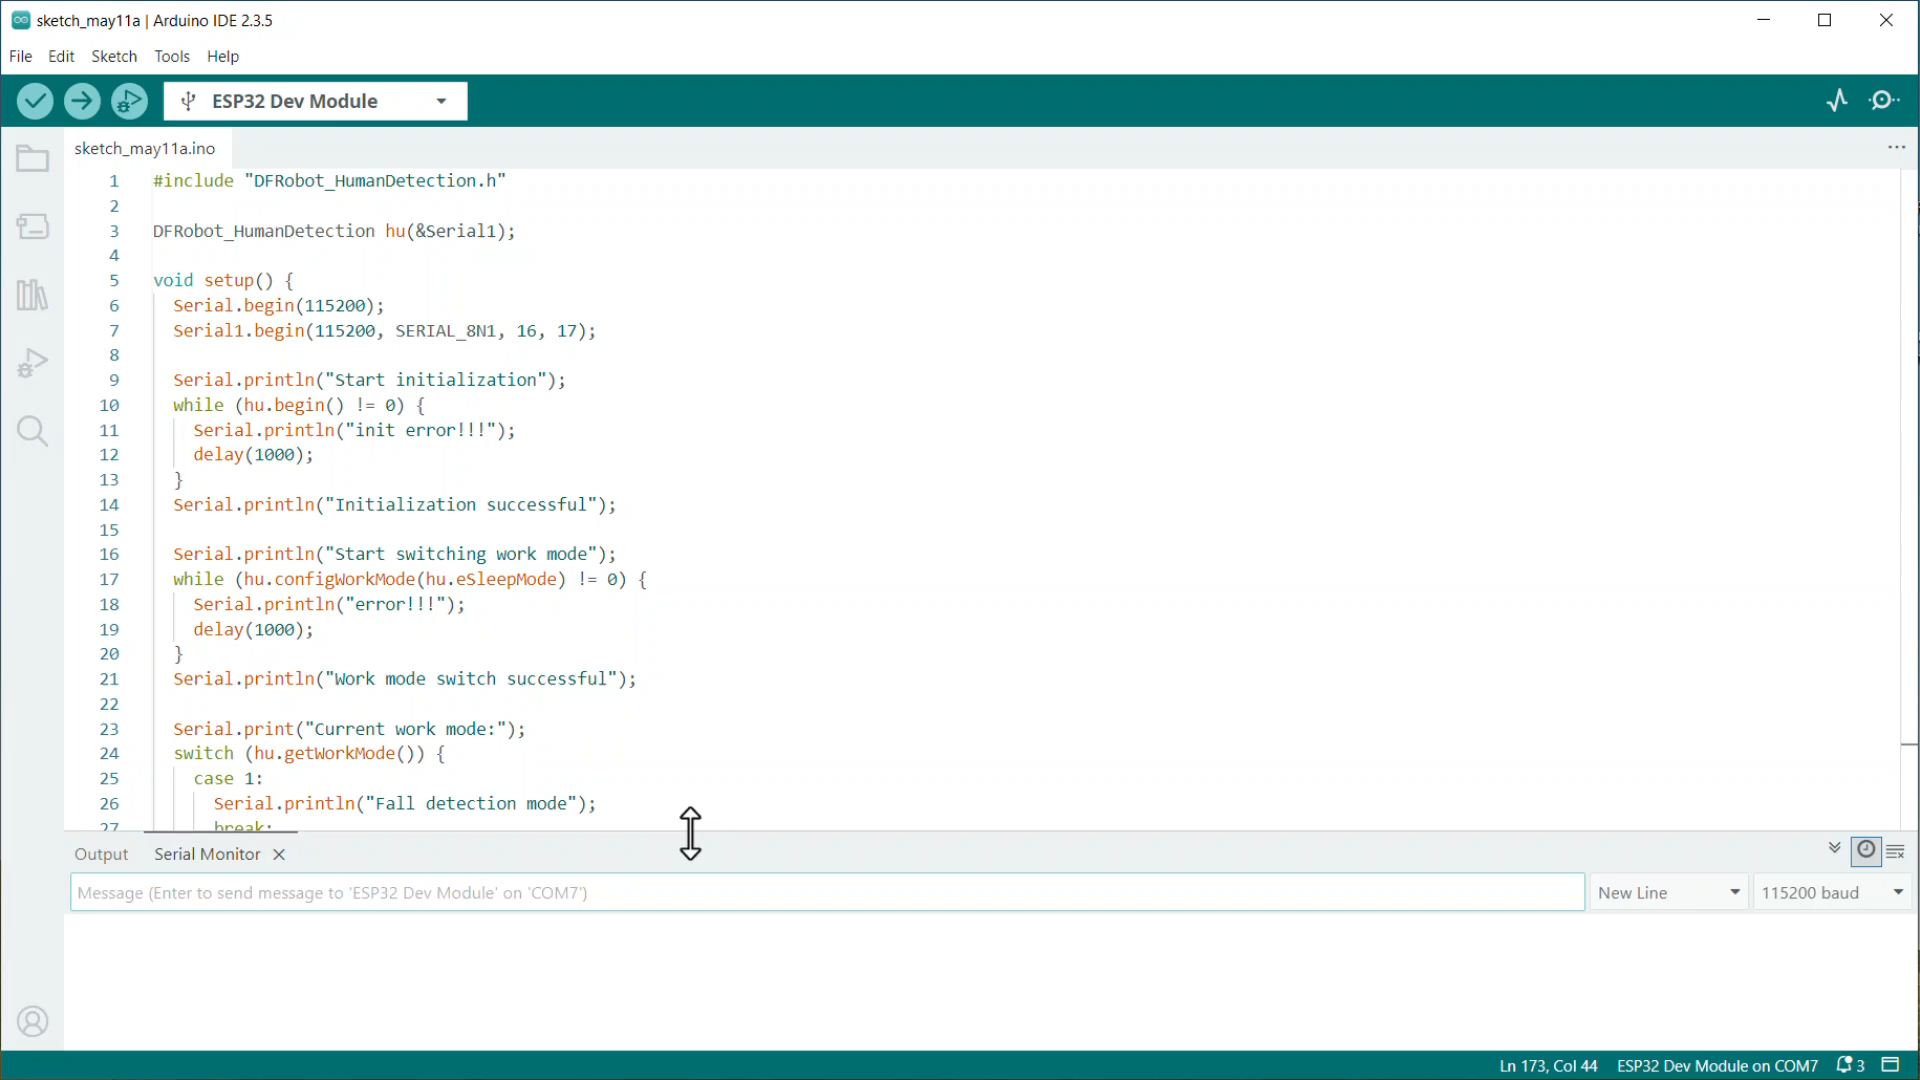 sketch_may11a | Arduino IDE 2.3.5
File Edit Sketch Tools Help
ESP32 Dev Module
sketch_may11a.ino
1 #include "DFRobot_HumanDetection.h"
2
3 DFRobot_HumanDetection hu(&Serial1);
4
5 void setup() {
6 Serial.begin(115200);
7 Serial1.begin(115200, SERIAL_8N1, 16, 17);
8
9 Serial.println("Start initialization");
10 while (hu.begin() != 0) {
11 Serial.println("init error!!!");
12 delay(1000);
13 }
14 Serial.println("Initialization successful");
15
16 Serial.println("Start switching work mode");
17 while (hu.configWorkMode(hu.eSleepMode) != 0) {
18 Serial.println("error!!!");
19 delay(1000);
20 }
21 Serial.println("Work mode switch successful");
22
23 Serial.print("Current work mode:");
24 switch (hu.getWorkMode()) {
25 case 1:
26 Serial.println("Fall detection mode");
27 break;
Output Serial Monitor
Message (Enter to send message to 'ESP32 Dev Module' on 'COM7') New Line 115200 baud
Ln 173, Col 44 ESP32 Dev Module on COM7 3